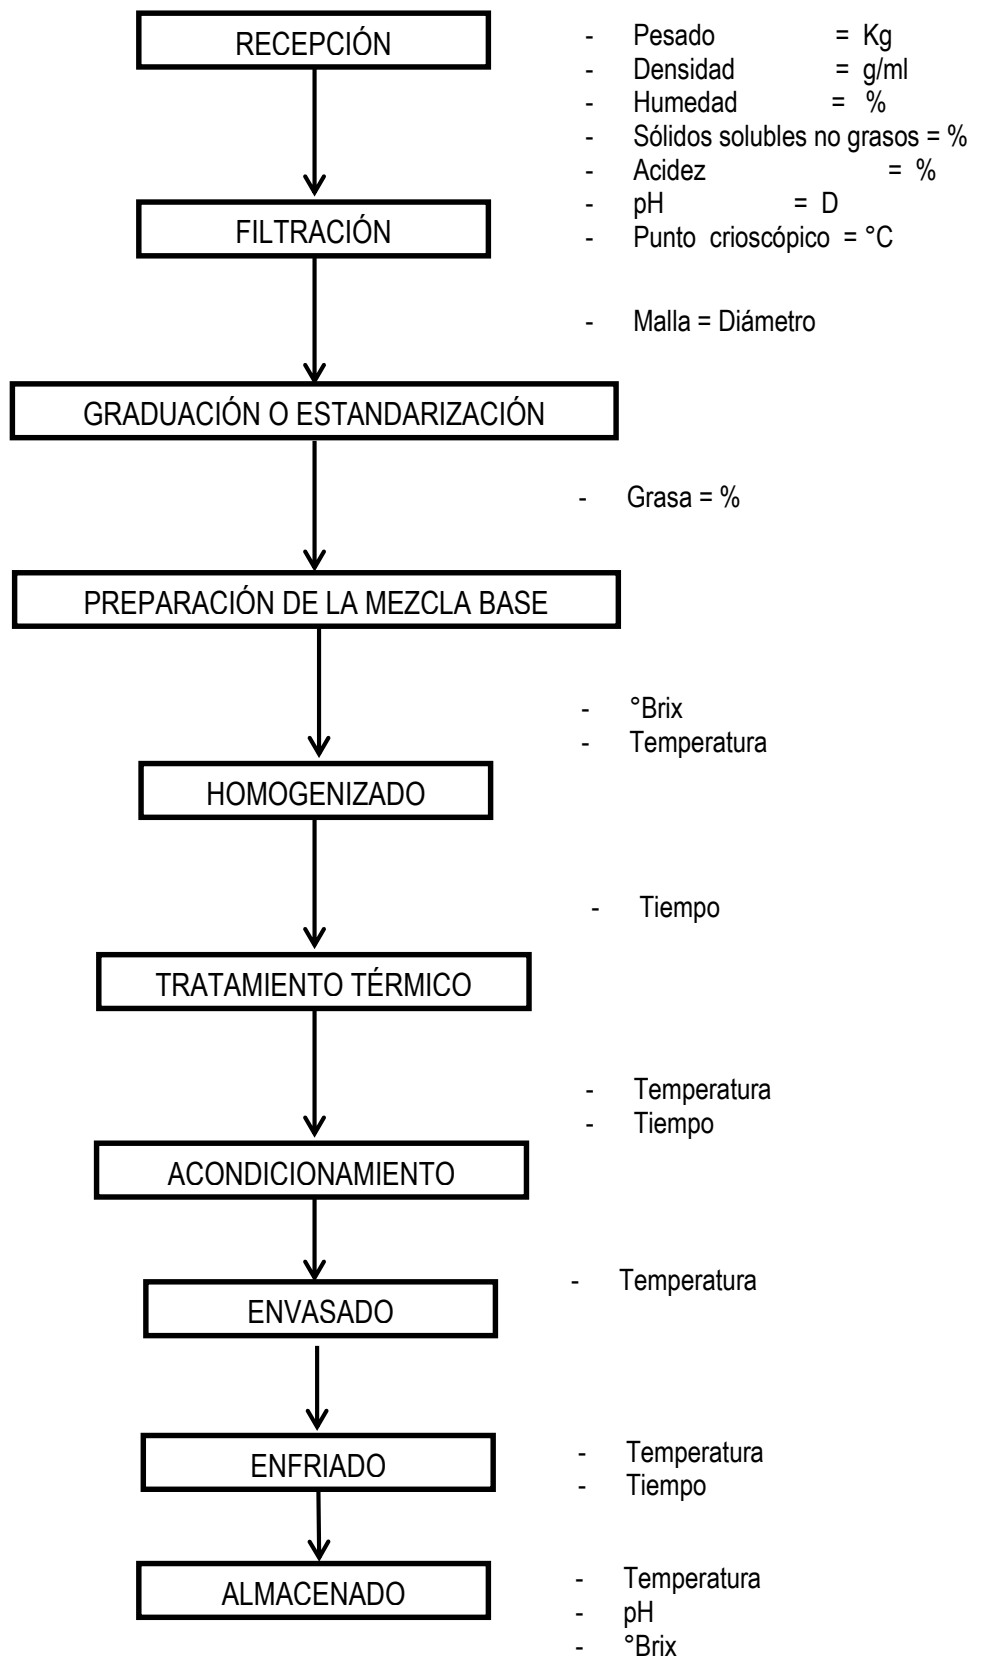 RECEPCIÓN
- Pesado = Kg
- Densidad = g/ml
- Humedad = %
- Sólidos solubles no grasos = %
- Acidez = %
- pH = D
- Punto crioscópico = °C
FILTRACIÓN
- Malla = Diámetro
GRADUACIÓN O ESTANDARIZACIÓN
- Grasa = %
PREPARACIÓN DE LA MEZCLA BASE
- °Brix
- Temperatura
HOMOGENIZADO
- Tiempo
TRATAMIENTO TÉRMICO
- Temperatura
- Tiempo
ACONDICIONAMIENTO
- Temperatura
ENVASADO
- Temperatura
- Tiempo
ENFRIADO
- Temperatura
- pH
- °Brix
ALMACENADO